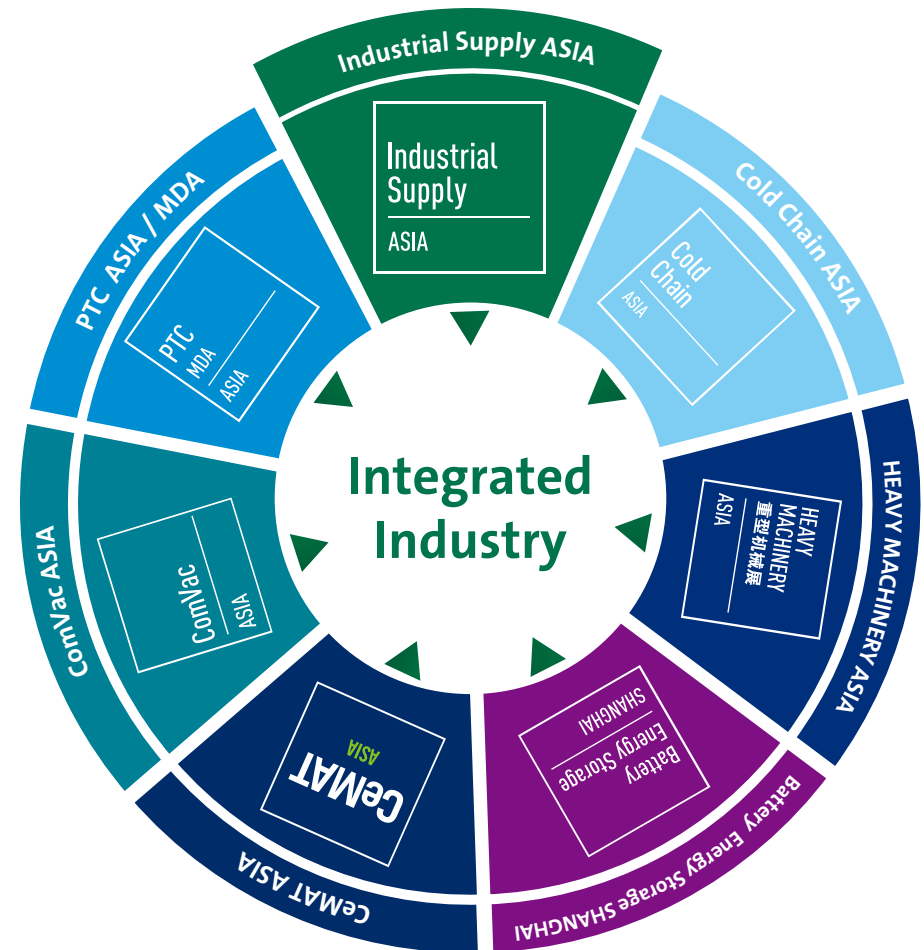 Industrial Supply ASIA
Industrial
Supply
ASIA
Cold Chain ASIA
Cold
Chain
ASIA
HEAVY MACHINERY ASIA
HEAVY
MACHINERY
重型机械展
ASIA
Battery Energy Storage SHANGHAI
Battery
Energy Storage
SHANGHAI
CeMAT ASIA
CeMAT
ASIA
ComVac ASIA
ComVac
ASIA
PTC ASIA / MDA
PTC
MDA
ASIA
Integrated
Industry